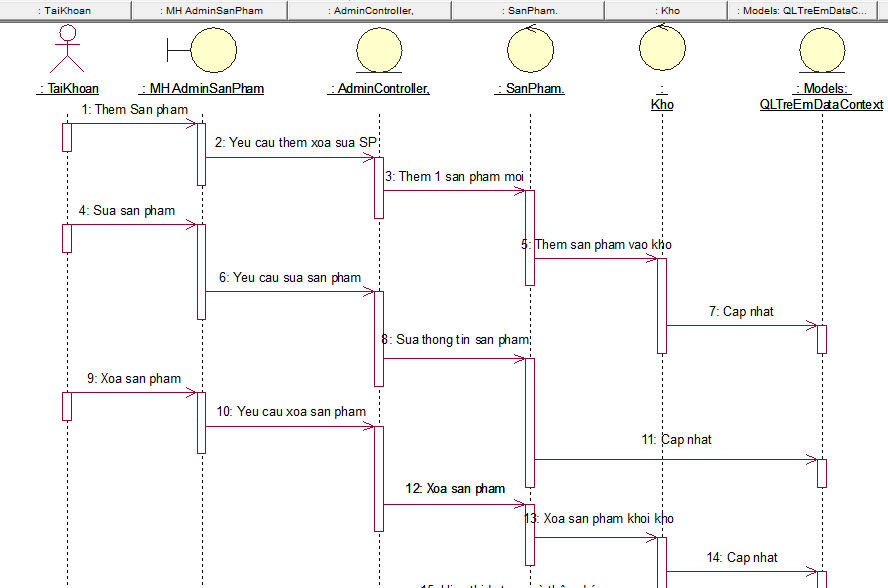 : TaiKhoan
: MH AdminSanPham
: AdminController,
: SanPham.
: Kho
: Models: QLTreEmDataC...
: TaiKhoan
: MH AdminSanPham
: AdminController,
: SanPham.
:
Kho
: Models:
QLTreEmDataContext
1: Them San pham
2: Yeu cau them xoa sua SP
3: Them 1 san pham moi
4: Sua san pham
5: Them san pham vao kho
6: Yeu cau sua san pham
7: Cap nhat
8: Sua thong tin san pham
9: Xoa san pham
10: Yeu cau xoa san pham
11: Cap nhat
12: Xoa san pham
13: Xoa san pham khoi kho
14: Cap nhat